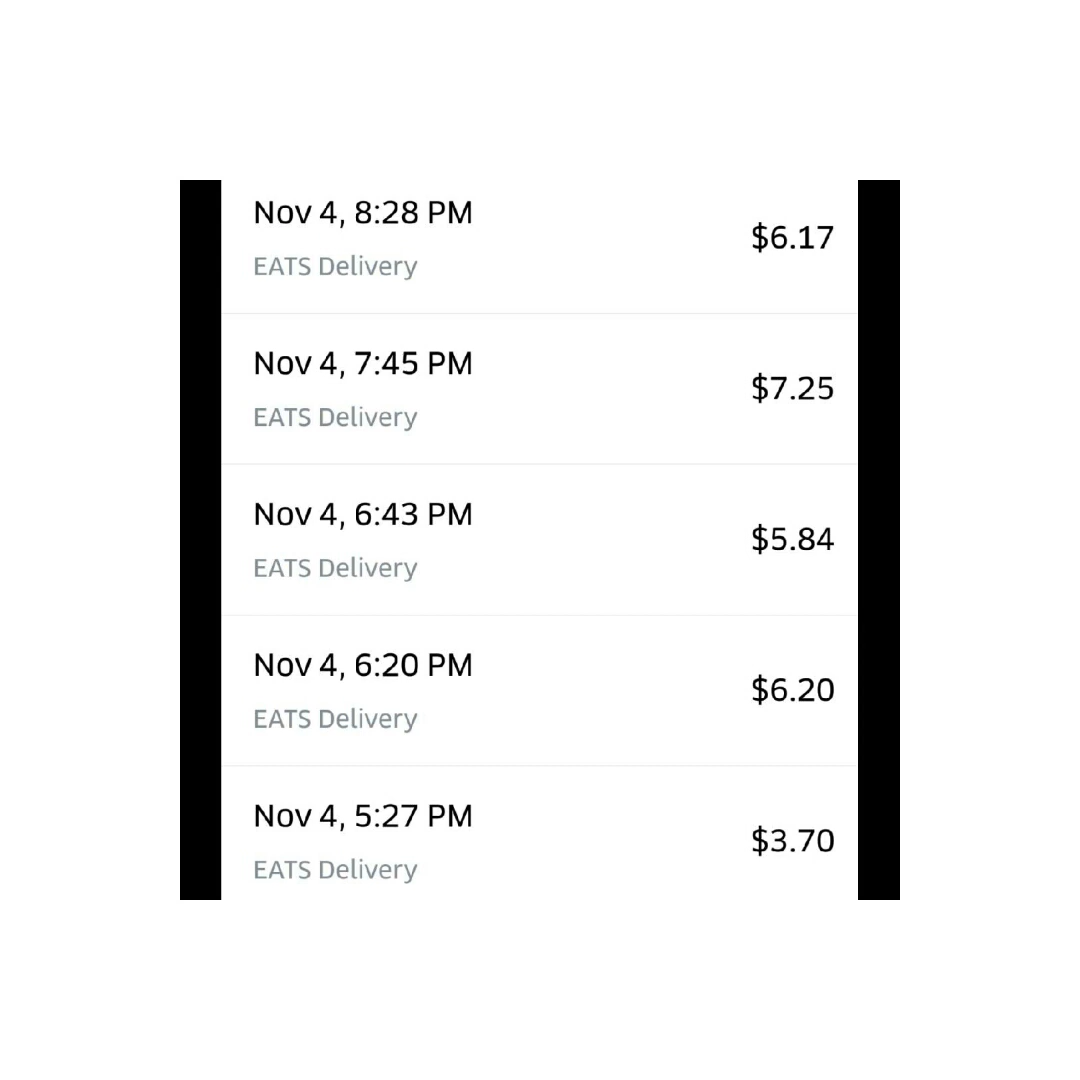 Nov 4, 8:28 PM
$6.17
EATS Delivery
Nov 4, 7:45 PM
$7.25
EATS Delivery
Nov 4, 6:43 PM
$5.84
EATS Delivery
Nov 4, 6:20 PM
$6.20
EATS Delivery
Nov 4, 5:27 PM
$3.70
EATS Delivery